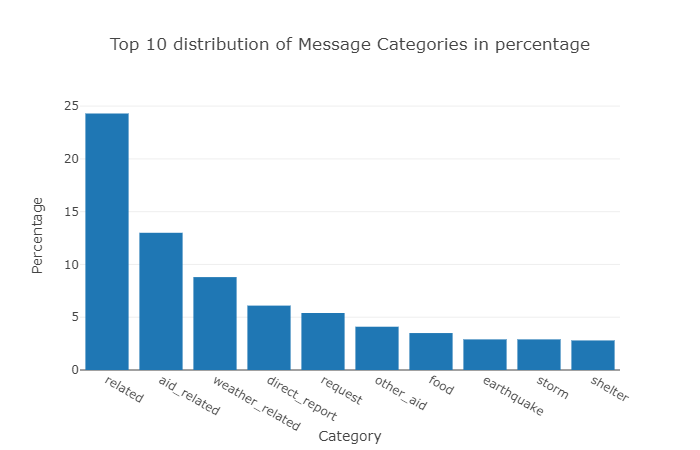 Top 10 distribution of Message Categories in percentage
25
20
15
10
5
0
Percentage
related
aid_related
weather_related
direct_report
request
other_aid
food
earthquake
storm
shelter
Category